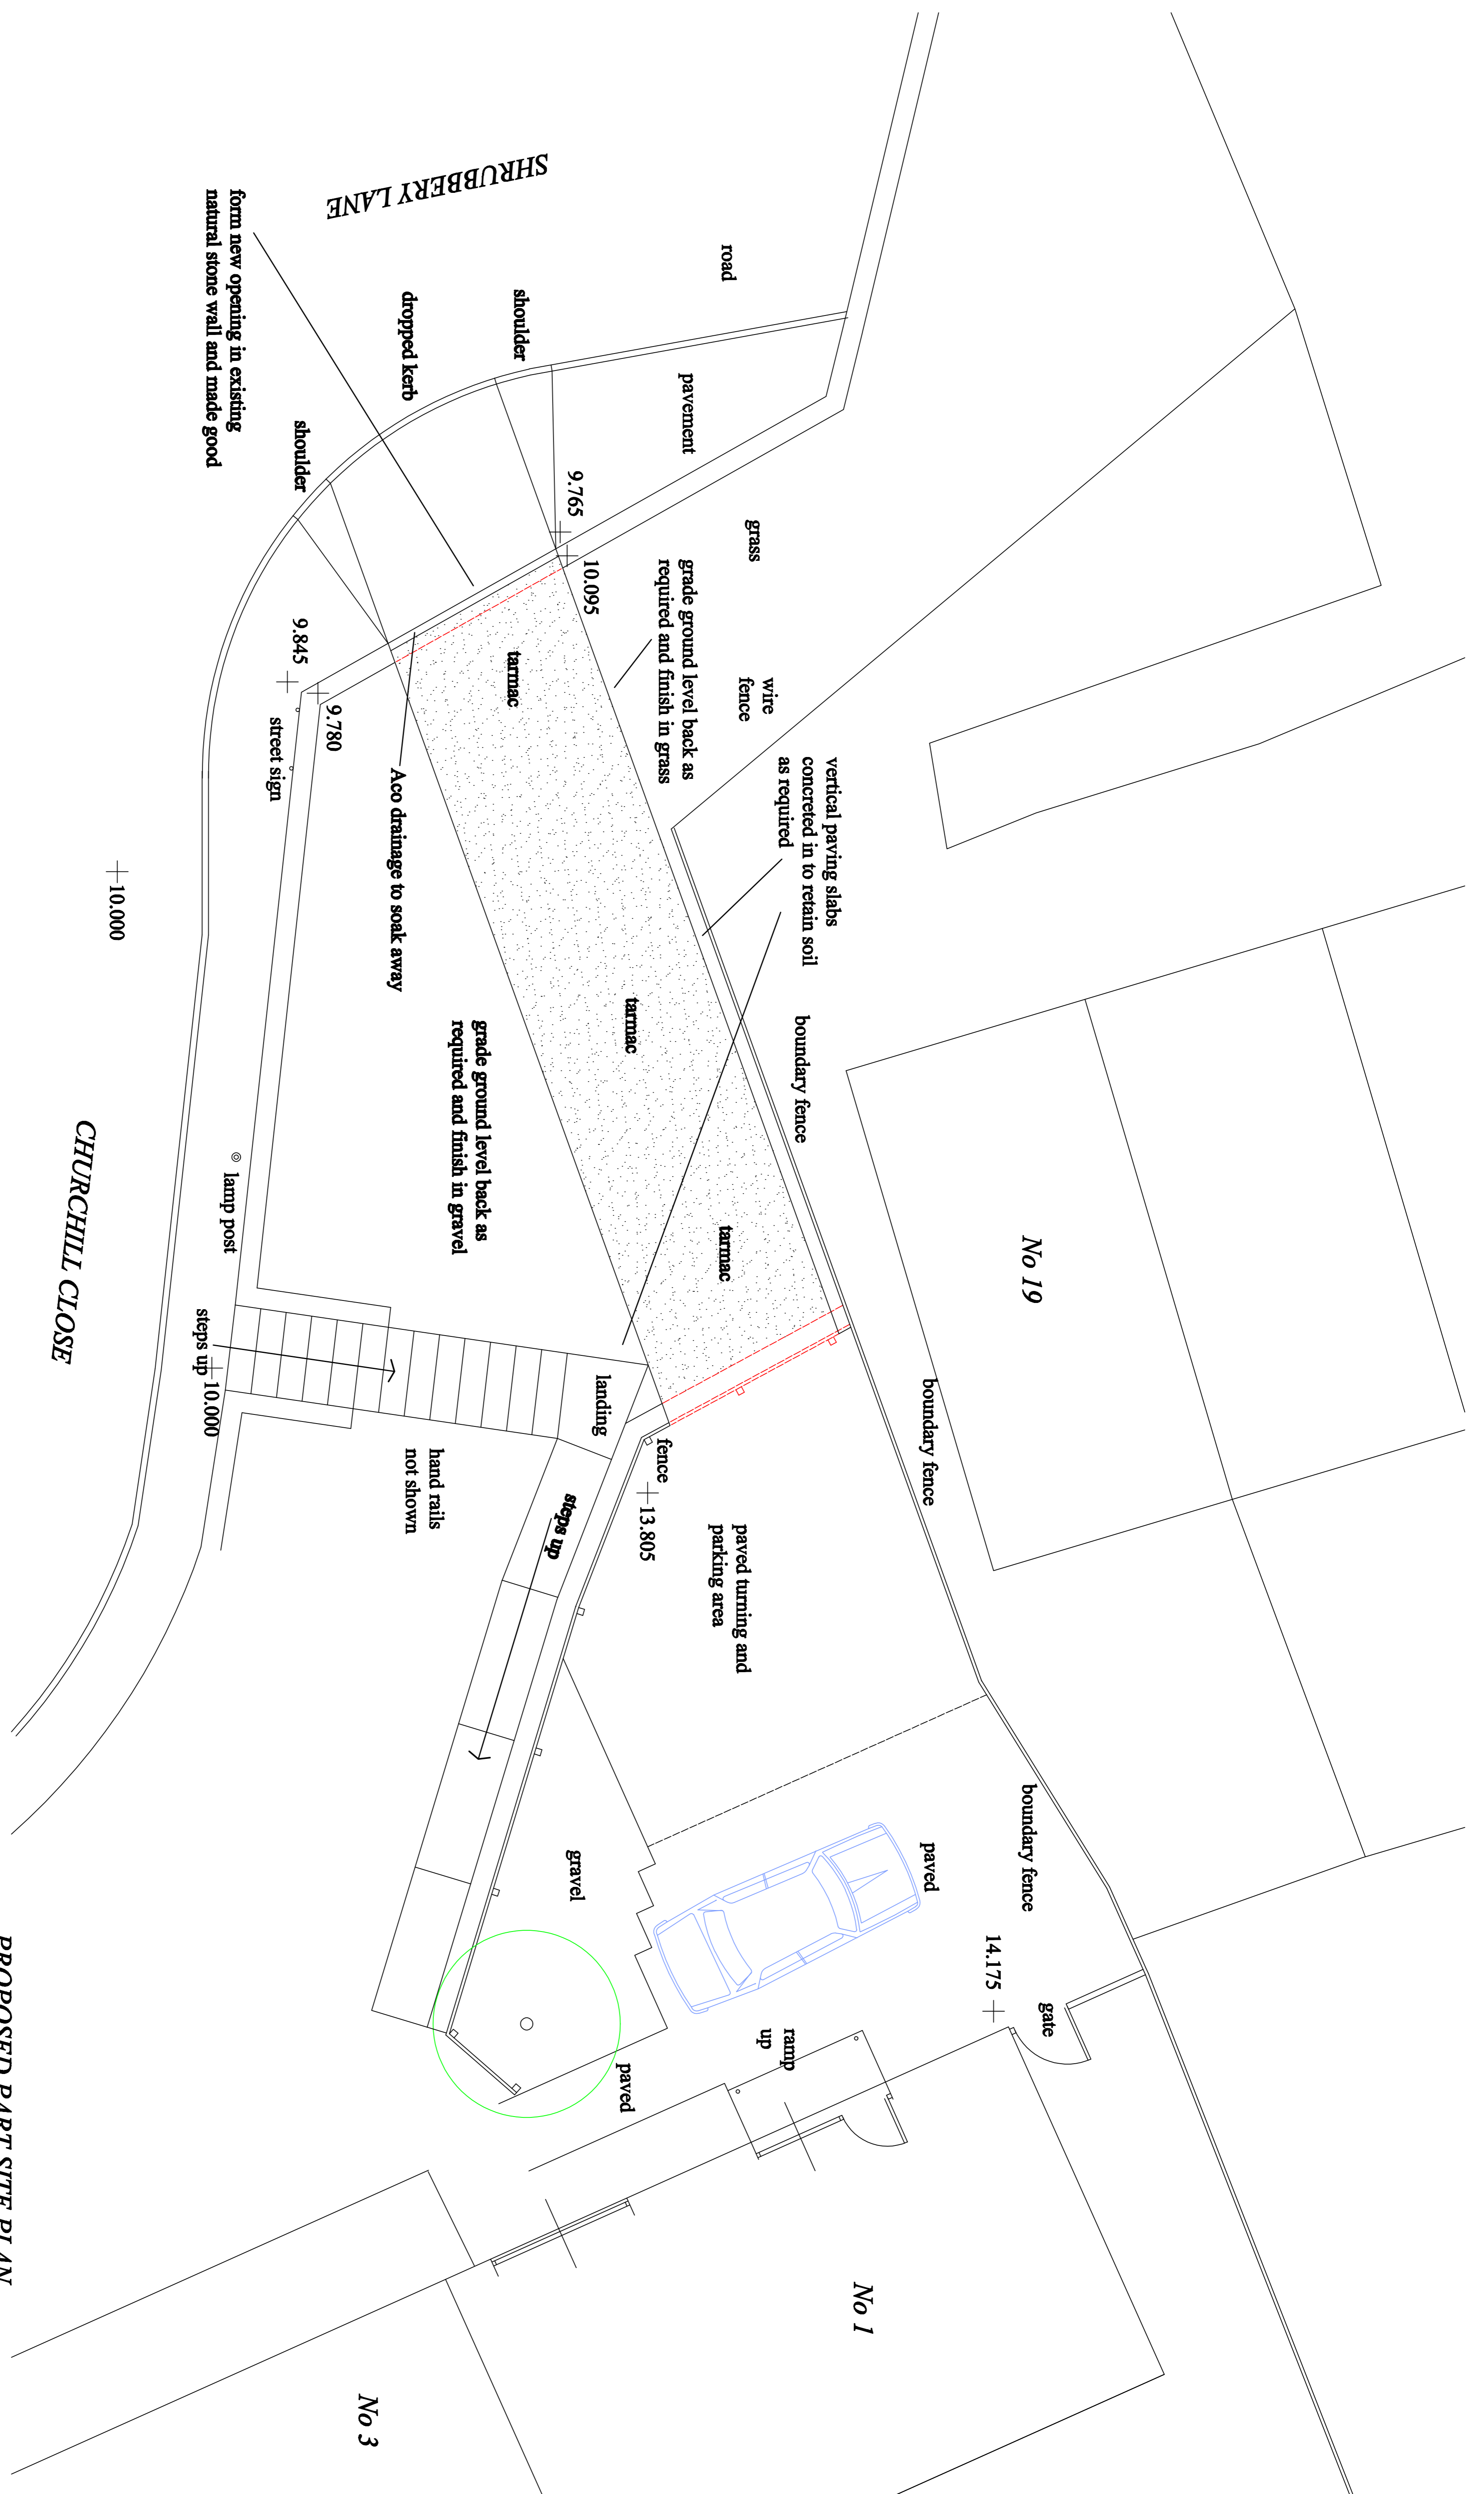 SHRUBBERY LANE
form new opening in existing
natural stone wall and made good
road
shoulder
dropped kerb
pavement
shoulder
9.765
grass
10.095
grade ground level back as
required and finish in grass
9.845
9.780
tarmac
wire
fence
street sign
vertical paving slabs
concreted in to retain soil
as required
Aco drainage to soak away
10.000
tarmac
boundary fence
grade ground level back as
required and finish in gravel
CHURCHILL CLOSE
lamp post
tarmac
No 19
steps up
10.000
landing
boundary fence
hand rails
not shown
fence
13.805
steps up
paved turning and
parking area
boundary fence
gravel
paved
14.175
gate
ramp
up
paved
No 1
No 3
PROPOSED PART SITE PLAN